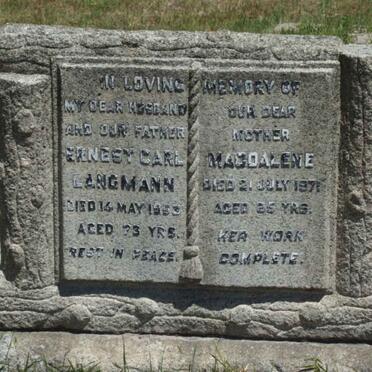 IN LOVING MEMORY OF
MY DEAR HUSBAND
AND OUR FATHER
ERNEST CARL
LANGMANN
DIED 14 MAY
AGED 73 YRS.
REST IN PEACE.
OUR DEAR
MOTHER
MAGDALENE
DIED 21 JULY 1971
AGED YRS.
HER WORK
COMPLETE.